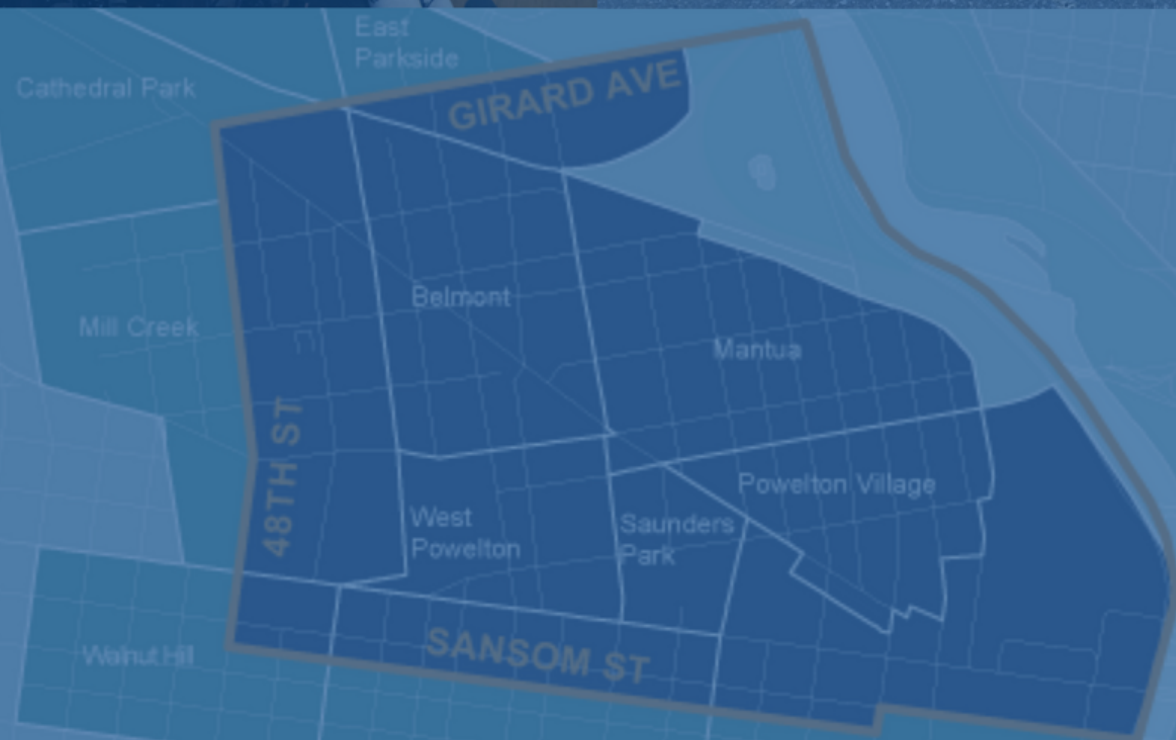 East
Parkside
Cathedral Park
GIRARD AVE
Belmont
Mill Creek
Mantua
48TH ST
Powelton Village
West
Powelton
Saunders
Park
SANSOM ST
Walnut Hill